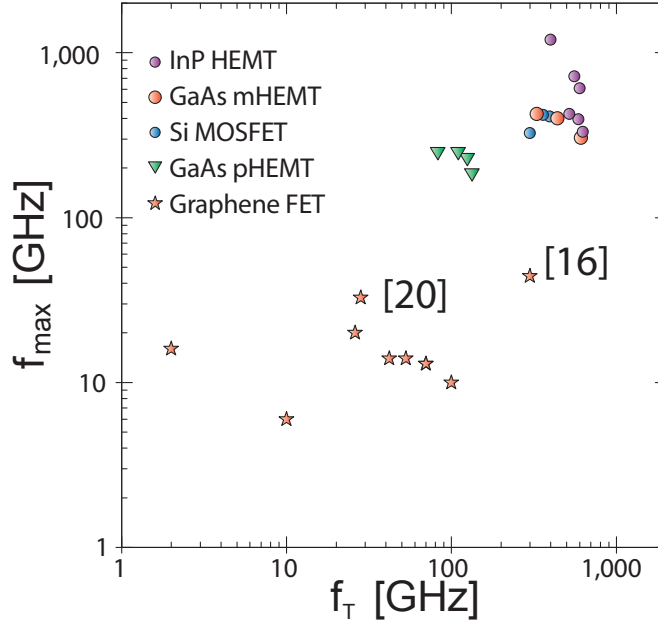 1,000
InP HEMT
GaAs mHEMT
Si MOSFET
GaAs pHEMT
Graphene FET
[16]
[20]
100
10
1
f_max [GHz]
1 10 100 1,000
f_T [GHz]